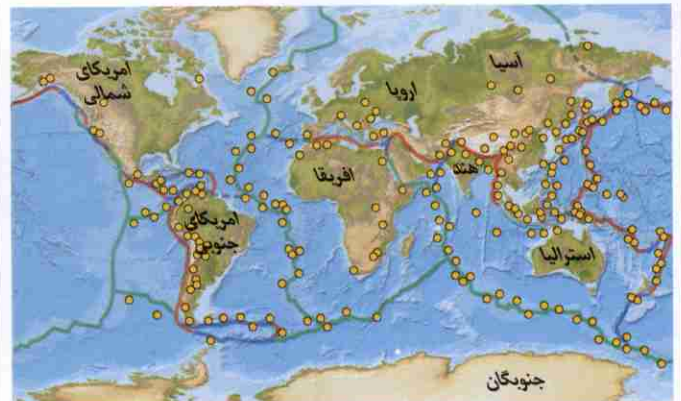 امریکای
شمالی
اروپا
آسیا
افریقا
هند
امریکای
جنوبی
استرالیا
جنوبگان